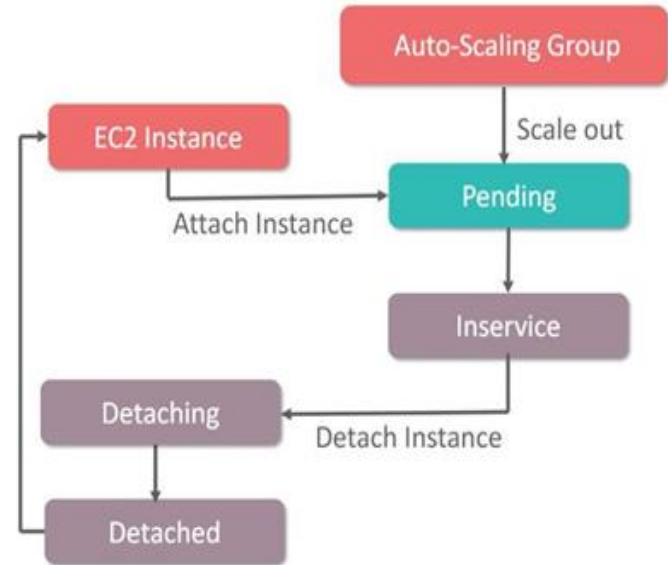 Auto-Scaling Group
Scale out
EC2 Instance
Pending
Attach Instance
Inservice
Detaching
Detach Instance
Detached